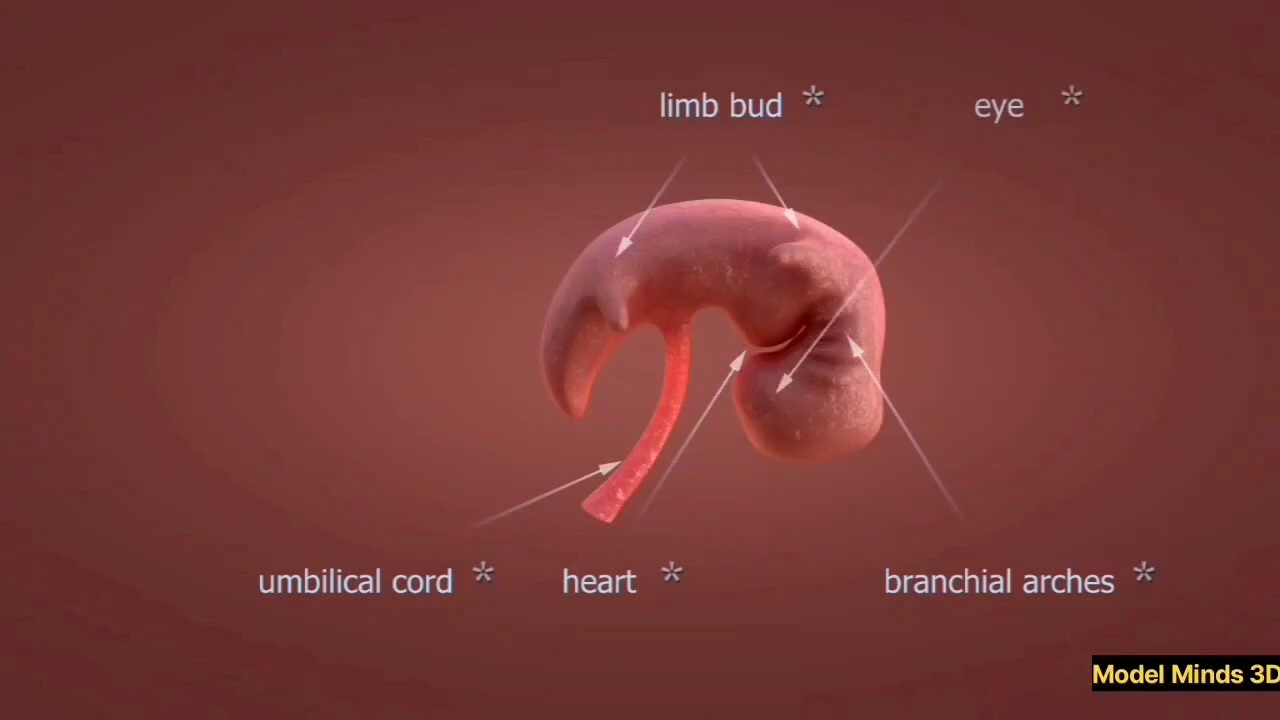 limb bud * eye *
umbilical cord * heart * branchial arches *
Model Minds 3D